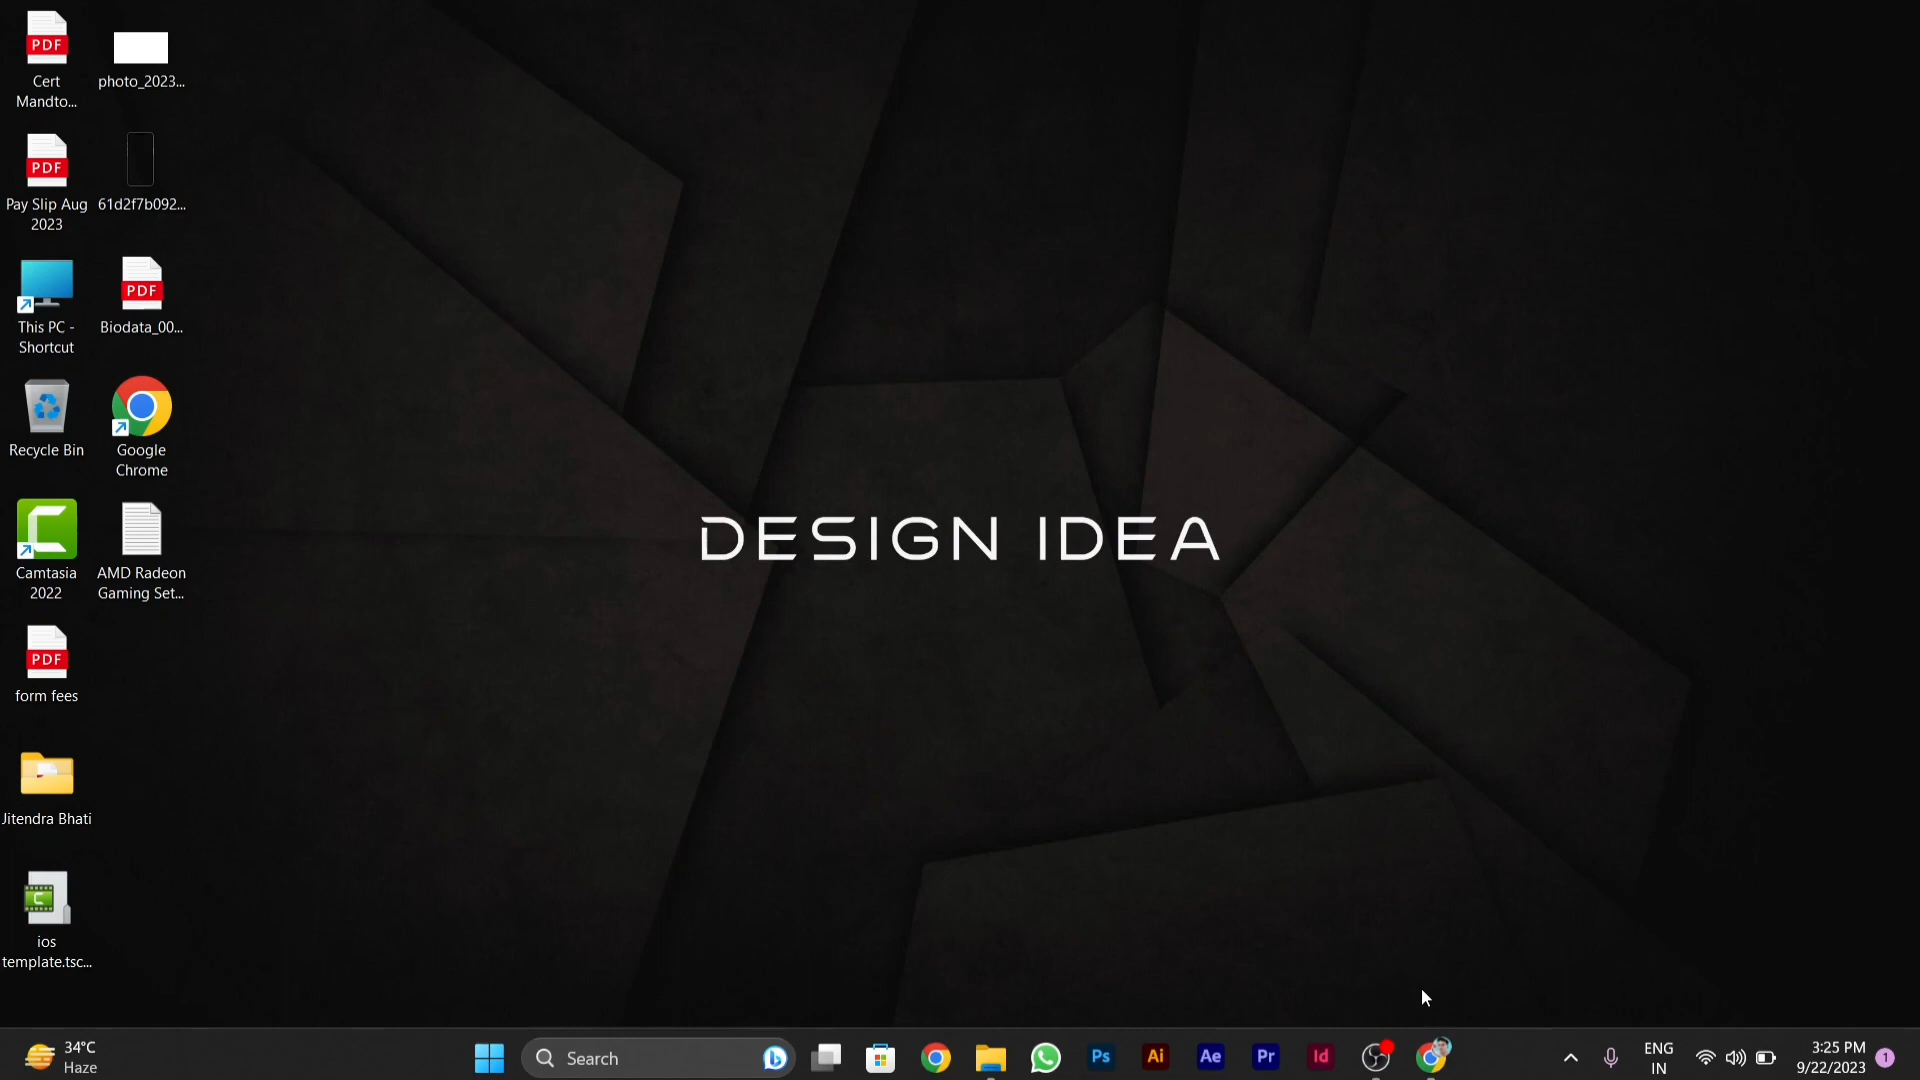 PDF
Cert
Mandto...
photo_2023...
PDF
Pay Slip Aug
2023
61d2f7b092...
This PC -
Shortcut
PDF
Biodata_00...
Recycle Bin
Google
Chrome
Camtasia
2022
AMD Radeon
Gaming Set...
PDF
form fees
Jitendra Bhati
ios
template.tsc...
DESIGN IDEA
34°C
Haze
Search
Ps
Ai
Ae
Pr
Id
ENG
IN
3:25 PM
9/22/2023
1